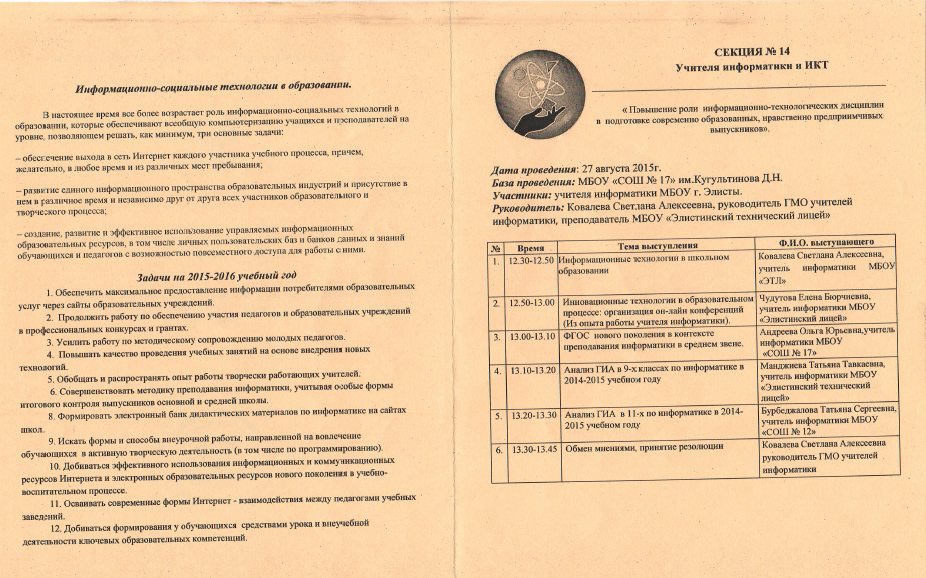 Информационно-социальные технологии в образовании.
В настоящее время все более возрастает роль информационно-социальных технологий в
образовании, которые обеспечивают всеобщую компьютеризацию учащихся и преподавателей на
уровне, позволяющем решать, как минимум, три основные задачи:
– обеспечение выхода в сеть Интернет каждого участника учебного процесса, причем,
желательно, в любое время и из различных мест пребывания;
– развитие единого информационного пространства образовательных индустрий и присутствие в
нем в различное время и независимо друг от друга всех участников образовательного и
творческого процесса;
– создание, развитие и эффективное использование управляемых информационных
образовательных ресурсов, в том числе личных пользовательских баз и банков данных и знаний
обучающихся и педагогов с возможностью повсеместного доступа для работы с ними.
Задачи на 2015-2016 учебный год
1. Обеспечить максимальное предоставление информации потребителями образовательных
услуг через сайты образовательных учреждений.
2. Продолжить работу по обеспечению участия педагогов и образовательных учреждений
в профессиональных конкурсах и грантах.
3. Усилить работу по методическому сопровождению молодых педагогов.
4. Повышать качество проведения учебных занятий на основе внедрения новых
технологий.
5. Обобщать и распространять опыт работы творчески работающих учителей.
6. Совершенствовать методику преподавания информатики, учитывая особые формы
итогового контроля выпускников основной и средней школы.
8. Формировать электронный банк дидактических материалов по информатике на сайтах
школ.
9. Искать формы и способы внеурочной работы, направленной на вовлечение
обучающихся в активную творческую деятельность (в том числе по программированию).
10. Добиваться эффективного использования информационных и коммуникационных
ресурсов Интернета и электронных образовательных ресурсов нового поколения в учебно-
воспитательном процессе.
11. Осваивать современные формы Интернет - взаимодействия между педагогами учебных
заведений.
12. Добиваться формирования у обучающихся средствами урока и внеучебной
деятельности ключевых образовательных компетенций.
СЕКЦИЯ № 14
Учителя информатики и ИКТ
« Повышение роли информационно-технологических дисциплин
в подготовке современно образованных, нравственно предприимчивых
выпускников».
Дата проведения: 27 августа 2015г.
База проведения: МБОУ «СОШ № 17» им.Кугультинова Д.Н.
Участники: учителя информатики МБОУ г. Элисты.
Руководитель: Ковалева Светлана Алексеевна, руководитель ГМО учителей
информатики, преподаватель МБОУ «Элистинский технический лицей»
№ Время Тема выступления Ф.И.О. выступающего
1. 12.30-12.50 Информационные технологии в школьном Ковалева Светлана Алексеевна,
образовании учитель информатики МБОУ
«ЭТЛ»
2. 12.50-13.00 Инновационные технологии в образовательном Чудутова Елена Бюрчиевна,
процессе: организация он-лайн конференций учитель информатики МБОУ
(Из опыта работы учителя информатики). «Элистинский лицей»
3. 13.00-13.10 ФГОС нового поколения в контексте Андреева Ольга Юрьевна,учитель
преподавания информатики в среднем звене. информатики МБОУ
«СОШ № 17»
4. 13.10-13.20 Анализ ГИА в 9-х классах по информатике в Манджиева Татьяна Тавкаевна,
2014-2015 учебном году учитель информатики МБОУ
«Элистинский технический
лицей»
5. 13.20-13.30 Анализ ГИА в 11-х по информатике в 2014- Бурбеджалова Татьяна Сергеевна,
2015 учебном году учитель информатики МБОУ
«СОШ № 12»
6. 13.30-13.45 Обмен мнениями, принятие резолюции Ковалева Светлана Алексеевна
руководитель ГМО учителей
информатики